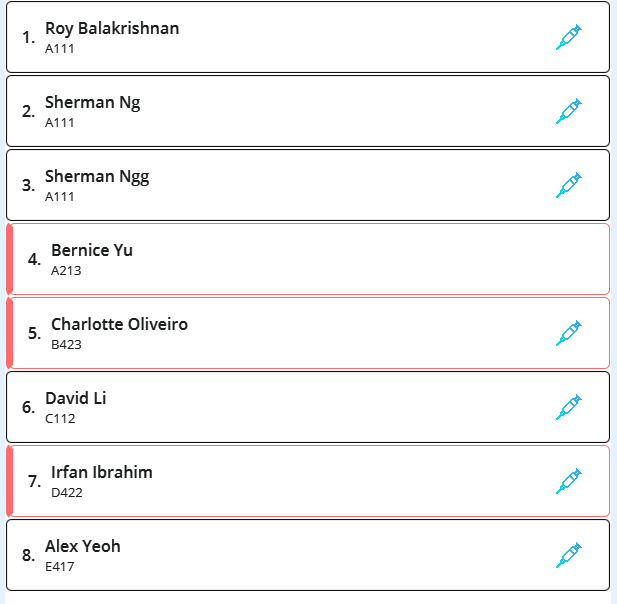 1. Roy Balakrishnan
A111
2. Sherman Ng
A111
3. Sherman Ngg
A111
4. Bernice Yu
A213
5. Charlotte Oliveiro
B423
6. David Li
C112
7. Irfan Ibrahim
D422
8. Alex Yeoh
E417